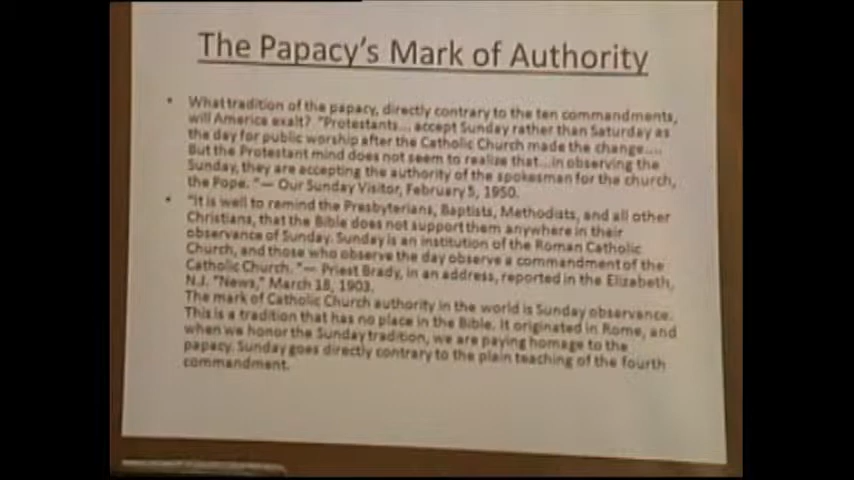 The Papacy's Mark of Authority
• What tradition of the papacy, directly contrary to the ten commandments,
will America exalt? "Protestants... accept Sunday rather than Saturday as
the day for public worship after the Catholic Church made the change....
But the Protestant mind does not seem to realize that...in observing the
Sunday, they are accepting the authority of the spokesman for the church,
the Pope. "— Our Sunday Visitor, February 5, 1950.
• "It is well to remind the Presbyterians, Baptists, Methodists, and all other
Christians, that the Bible does not support them anywhere in their
observance of Sunday. Sunday is an institution of the Roman Catholic
Church, and those who observe the day observe a commandment of the
Catholic Church. "— Priest Brady, in an address, reported in the Elizabeth,
N.J. "News," March 18, 1903.
The mark of Catholic Church authority in the world is Sunday observance.
This is a tradition that has no place in the Bible. It originated in Rome, and
when we honor the Sunday tradition, we are paying homage to the
papacy. Sunday goes directly contrary to the plain teaching of the fourth
commandment.